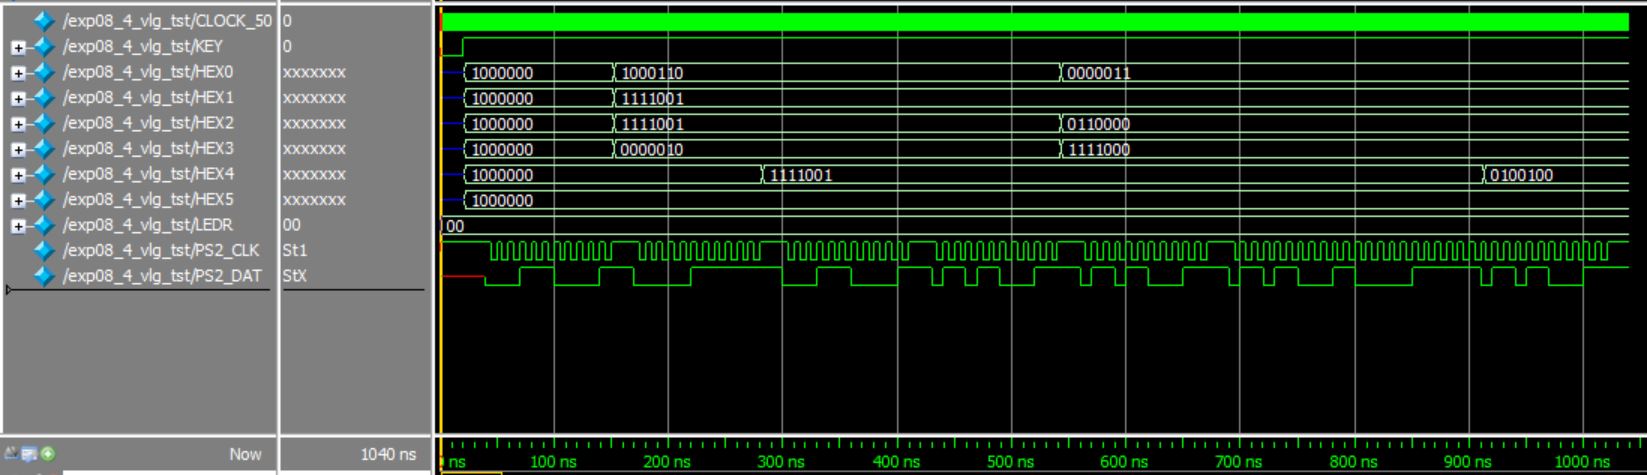 /exp08_4_vlg_tst/CLOCK_50 0
/exp08_4_vlg_tst/KEY 0
/exp08_4_vlg_tst/HEX0 xxxxxxx 1000000 1000110 0000011
/exp08_4_vlg_tst/HEX1 xxxxxxx 1000000 1111001
/exp08_4_vlg_tst/HEX2 xxxxxxx 1000000 1111001 0110000
/exp08_4_vlg_tst/HEX3 xxxxxxx 1000000 0000010 1111000
/exp08_4_vlg_tst/HEX4 xxxxxxx 1000000 1111001 0100100
/exp08_4_vlg_tst/HEX5 xxxxxxx 1000000
/exp08_4_vlg_tst/LEDR 00 00
/exp08_4_vlg_tst/PS2_CLK St1
/exp08_4_vlg_tst/PS2_DAT StX
Now 1040 ns ns 100 ns 200 ns 300 ns 400 ns 500 ns 600 ns 700 ns 800 ns 900 ns 1000 ns